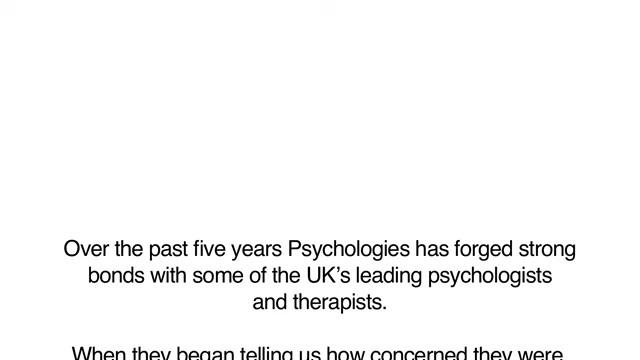 Over the past five years Psychologies has forged strong
bonds with some of the UK’s leading psychologists
and therapists.
When they began telling us how concerned they were